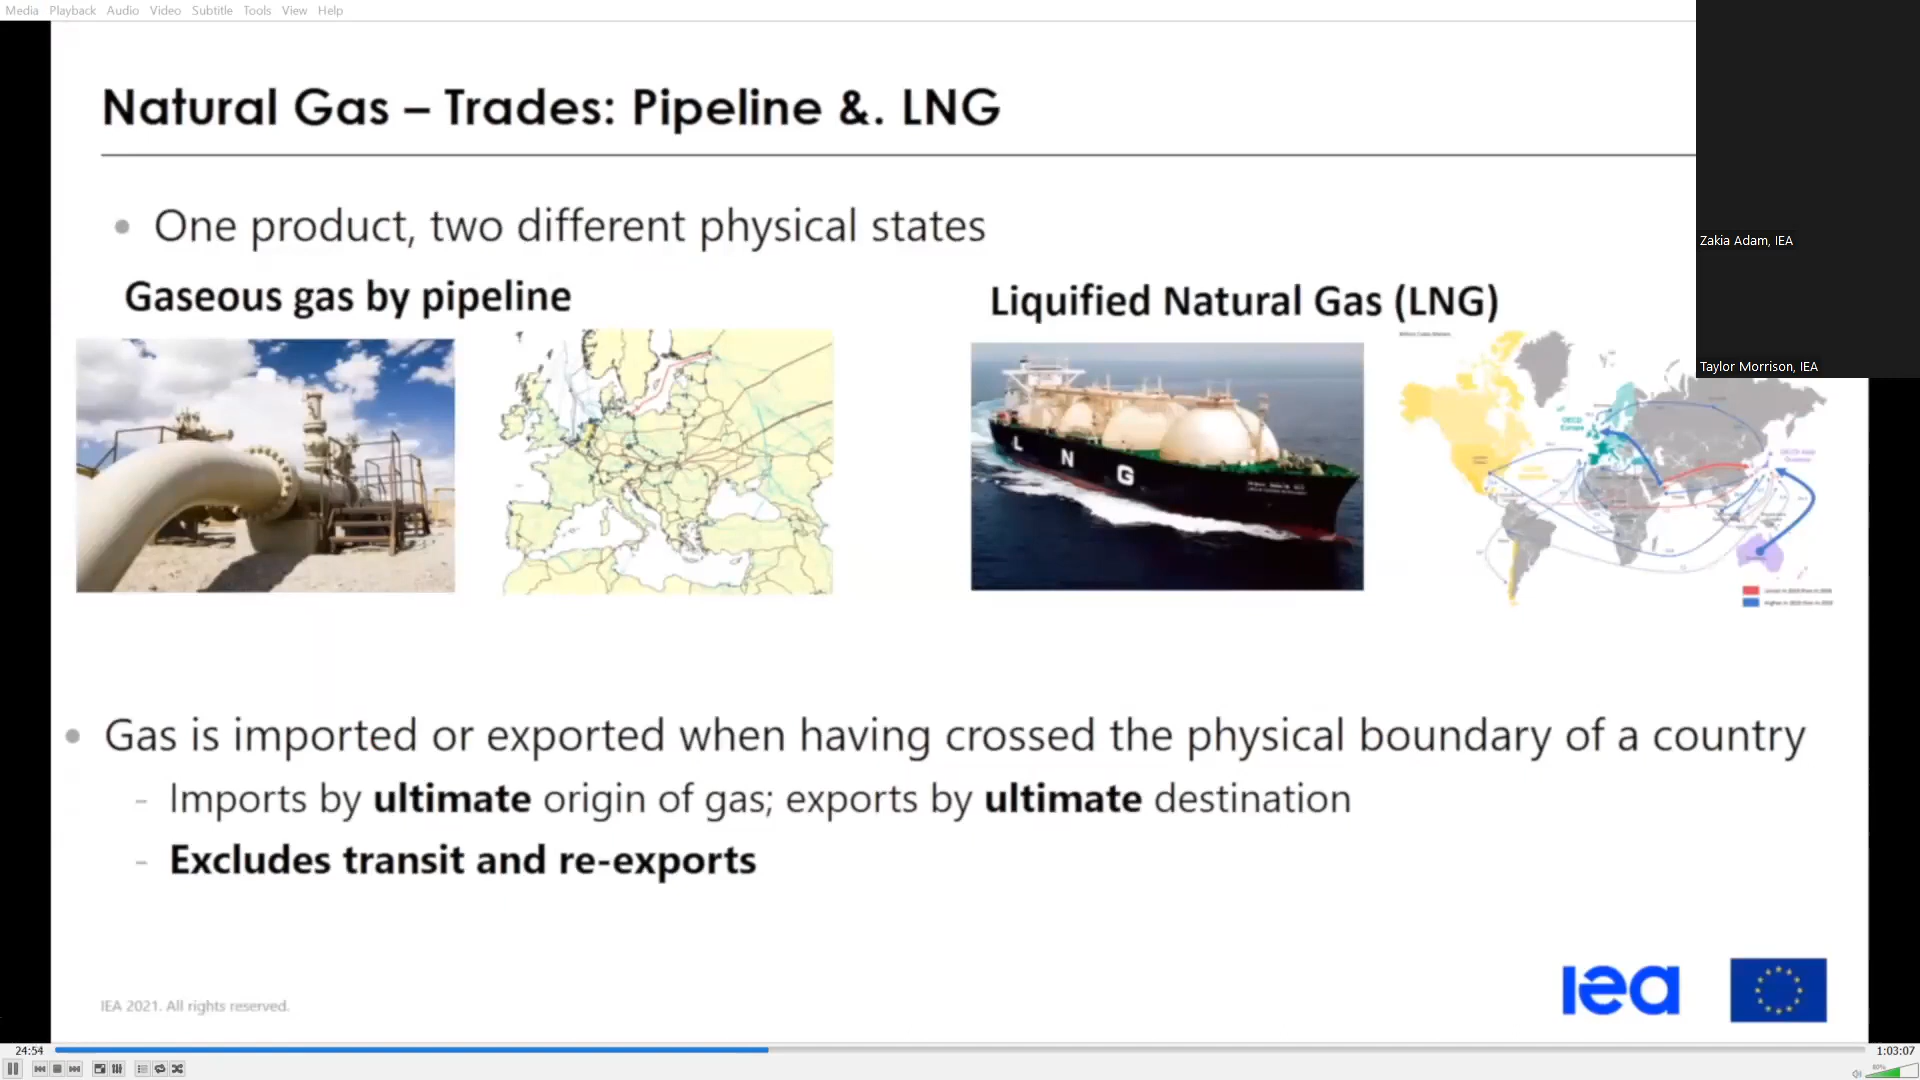 Media Playback Audio Video Subtitle Tools View Help
Natural Gas – Trades: Pipeline &. LNG
Zakia Adam, IEA
Taylor Morrison, IEA
• One product, two different physical states
Gaseous gas by pipeline
Liquified Natural Gas (LNG)
L N G
OECD
Europe
• Gas is imported or exported when having crossed the physical boundary of a country
- Imports by ultimate origin of gas; exports by ultimate destination
- Excludes transit and re-exports
IEA 2021. All rights reserved.
iea
24:54
1:03:07
80%